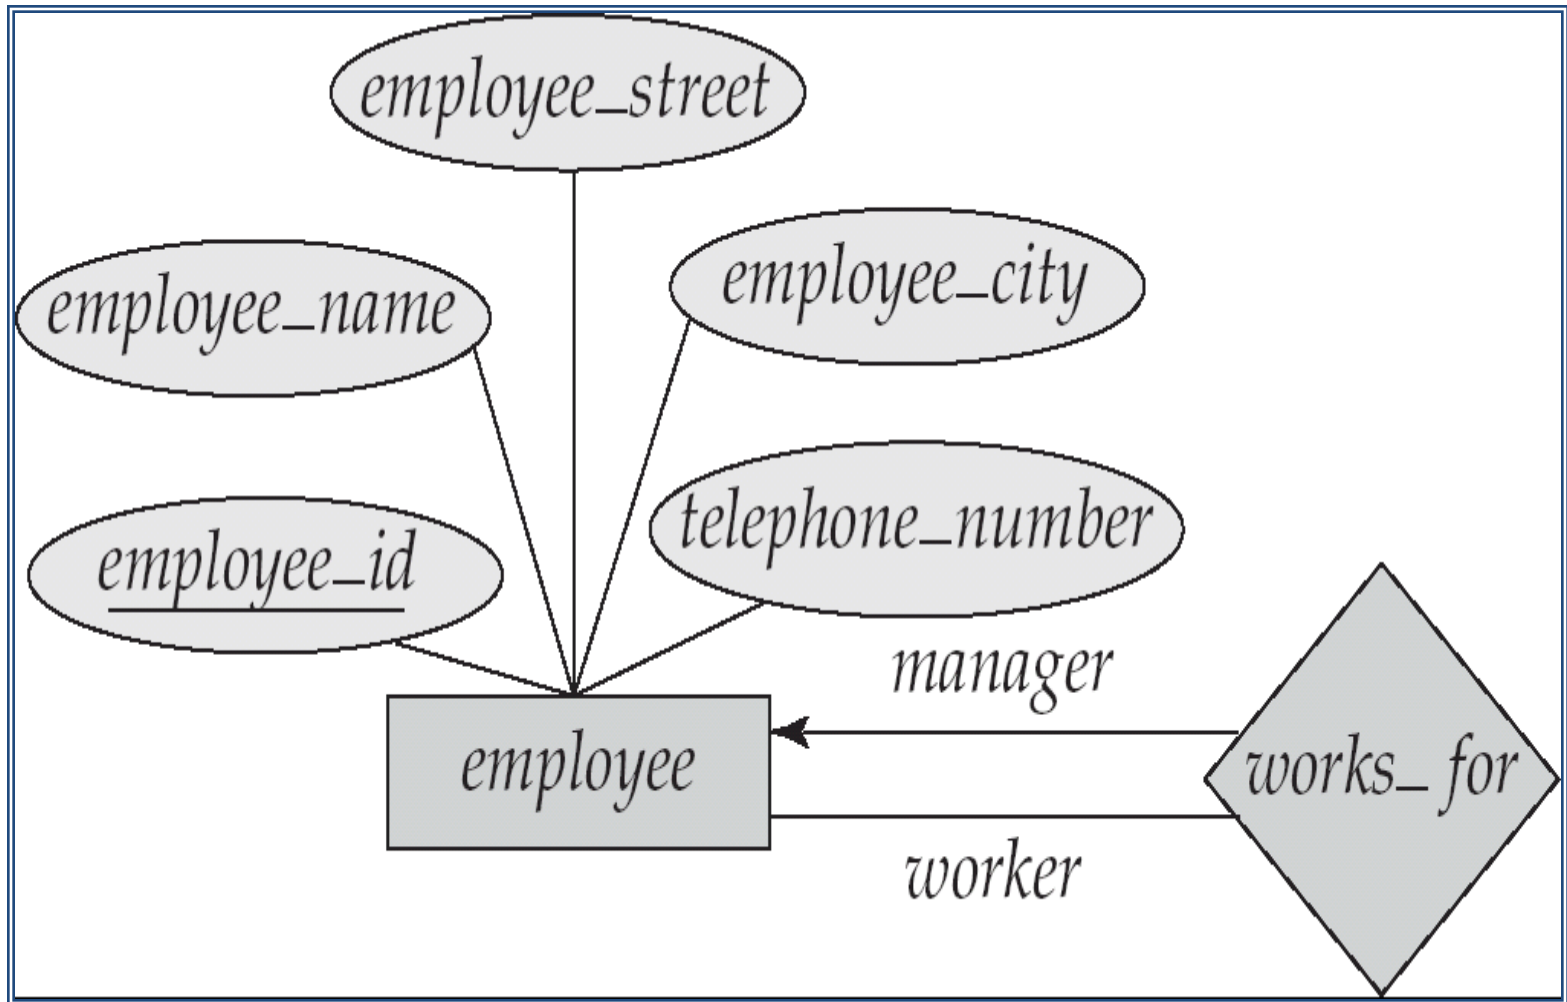 employee_street
employee_city
employee_name
telephone_number
employee_id
manager
employee
works_for
worker